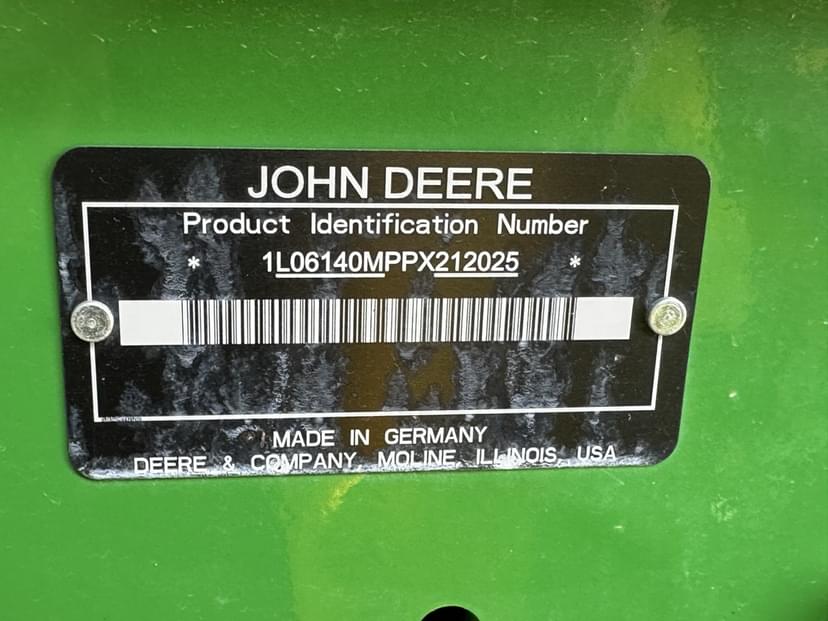 JOHN DEERE
Product Identification Number
* 1L06140MPPX212025 *
MADE IN GERMANY
DEERE & COMPANY, MOLINE, ILLINOIS, USA